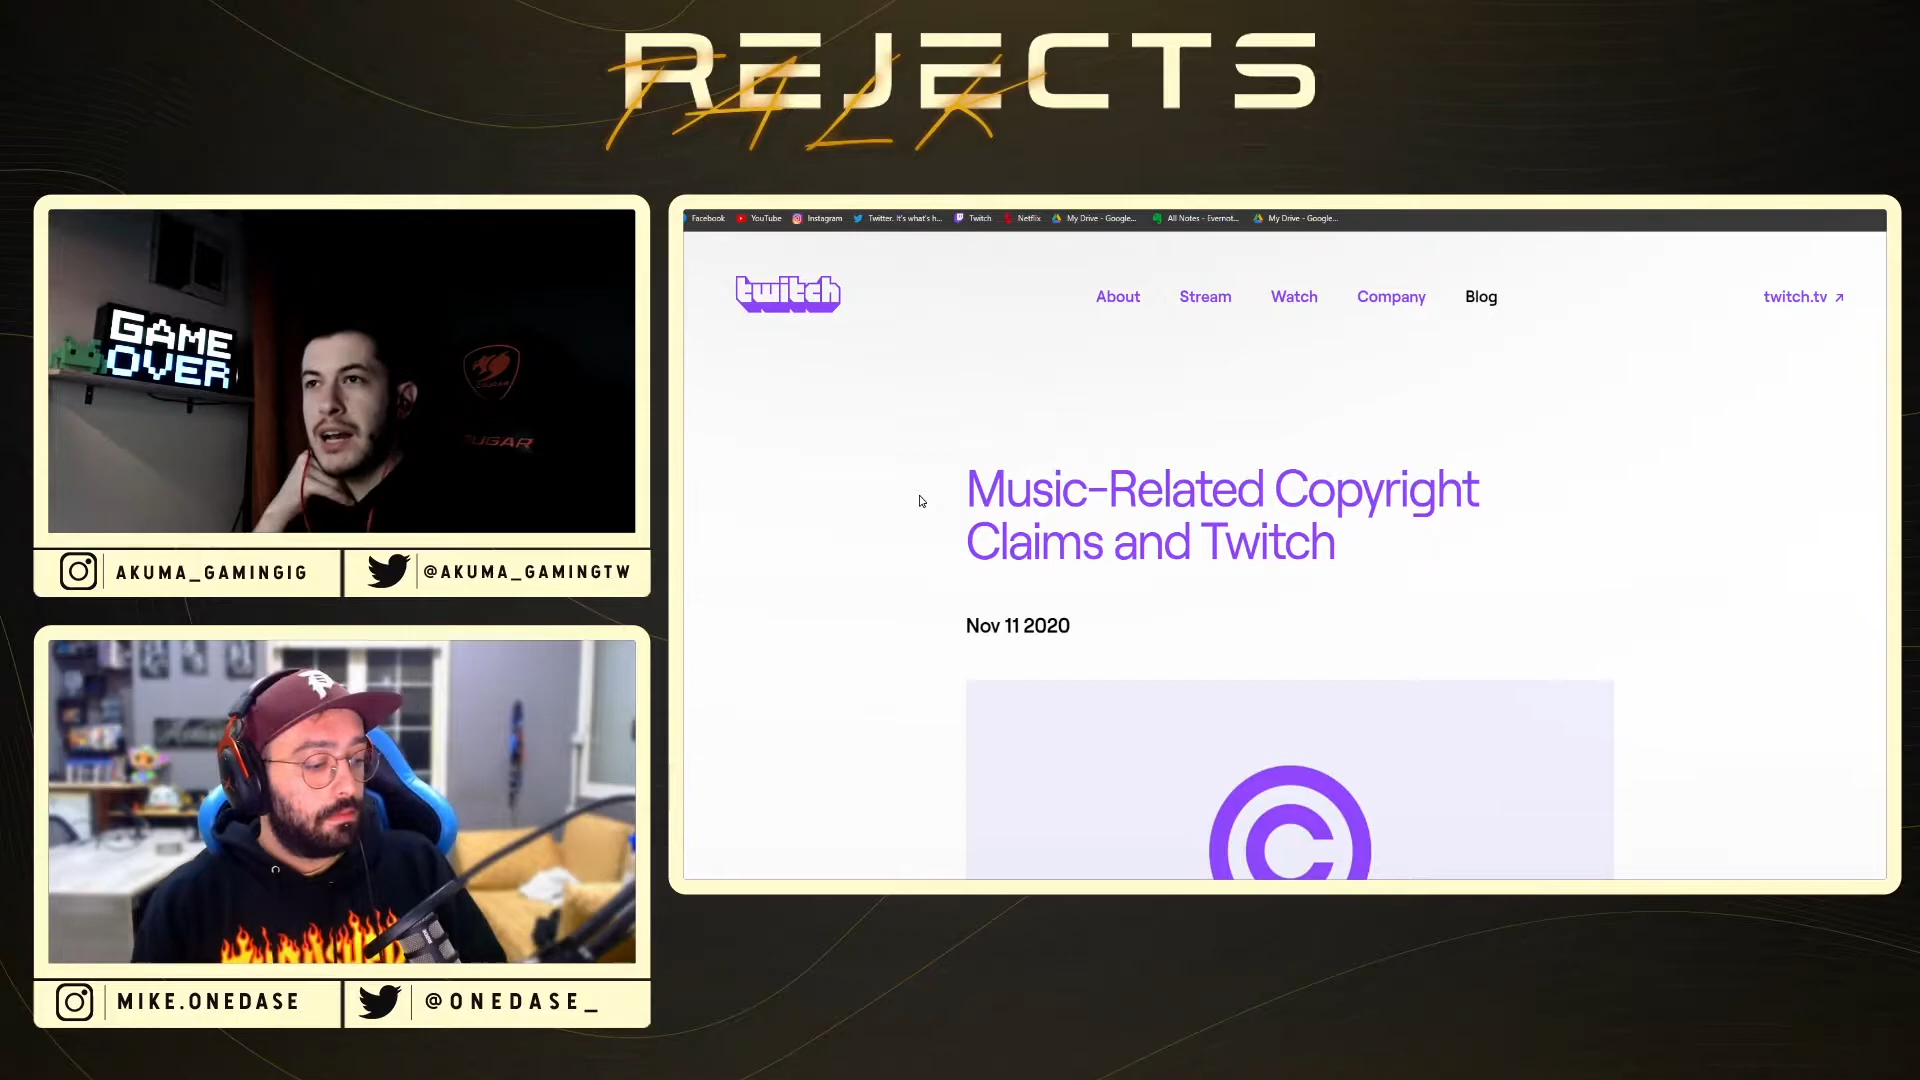 REJECTS
TALK
GAME
OVER
COUGAR
UGAR
AKUMA_GAMINGIG
@AKUMA_GAMINGTW
MIKE.ONEDASE
@ONEDASE_
Facebook YouTube Instagram Twitter. It's what's h... Twitch Netflix My Drive - Google... All Notes - Evernot... My Drive - Google...
twitch
About Stream Watch Company Blog
twitch.tv ↗
Music-Related Copyright
Claims and Twitch
Nov 11 2020
©